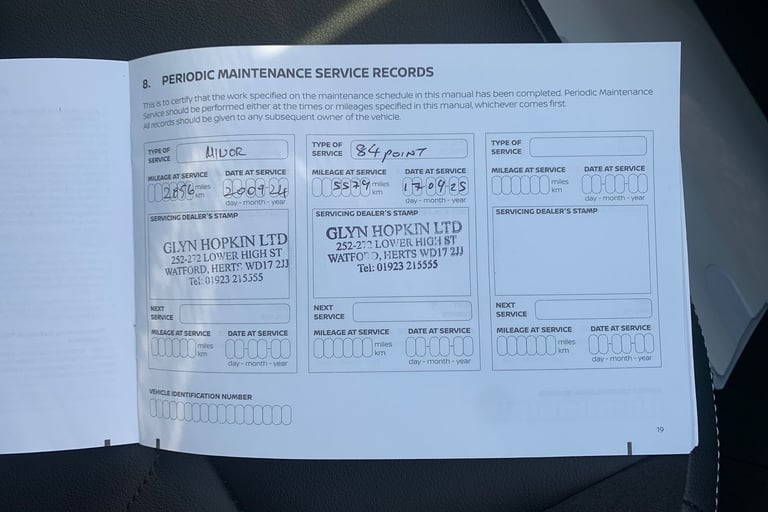 8. PERIODIC MAINTENANCE SERVICE RECORDS
This is to certify that the work specified on the maintenance schedule in this manual has been completed. Periodic Maintenance
Service should be performed either at the times or mileages specified in this manual, whichever comes first.
All records should be given to any subsequent owner of the vehicle.
TYPE OF SERVICE MINOR
MILEAGE AT SERVICE DATE AT SERVICE
2856 miles km 200924
day - month - year
SERVICING DEALER'S STAMP
GLYN HOPKIN LTD
252-272 LOWER HIGH ST
WATFORD, HERTS WD17 2JJ
Tel: 01923 215555
NEXT SERVICE
MILEAGE AT SERVICE DATE AT SERVICE
miles km
day - month - year
TYPE OF SERVICE 84 POINT
MILEAGE AT SERVICE DATE AT SERVICE
5579 miles km 170925
day - month - year
SERVICING DEALER'S STAMP
GLYN HOPKIN LTD
252-272 LOWER HIGH ST
WATFORD, HERTS WD17 2JJ
Tel: 01923 215555
NEXT SERVICE
MILEAGE AT SERVICE DATE AT SERVICE
miles km
day - month - year
TYPE OF SERVICE
MILEAGE AT SERVICE DATE AT SERVICE
miles km
day - month - year
SERVICING DEALER'S STAMP
NEXT SERVICE
MILEAGE AT SERVICE DATE AT SERVICE
miles km
day - month - year
VEHICLE IDENTIFICATION NUMBER
19